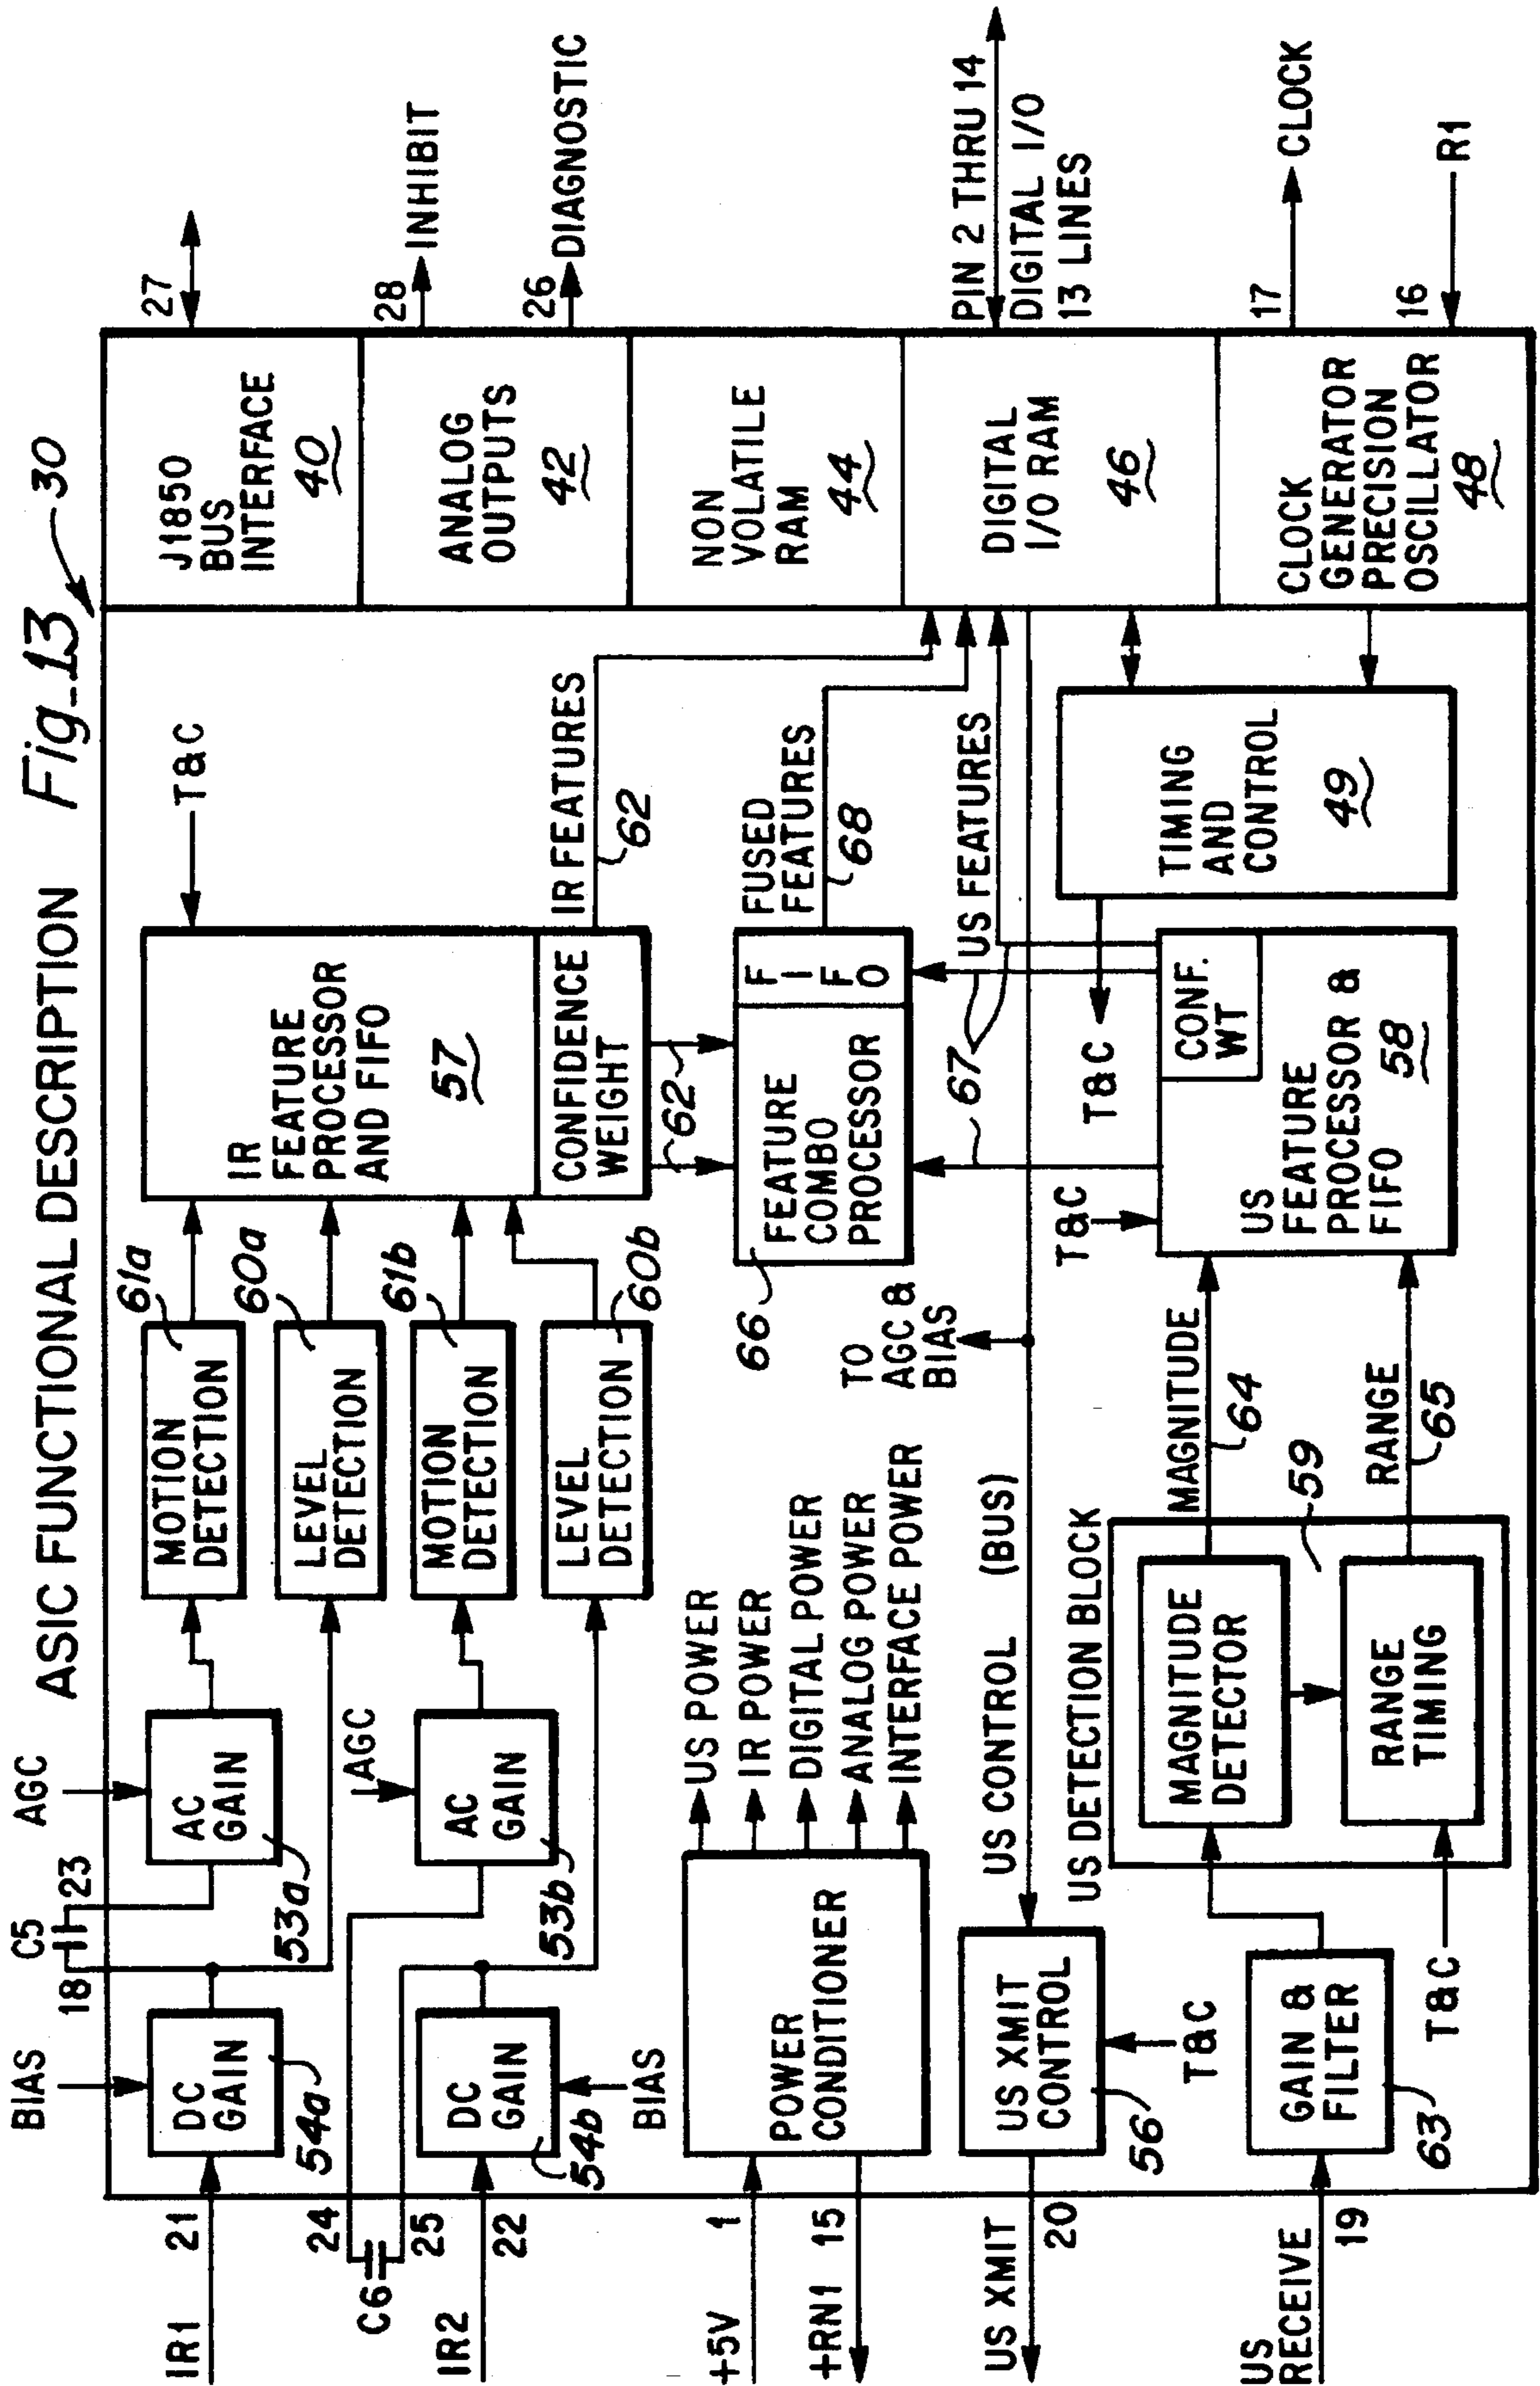 ASIC FUNCTIONAL DESCRIPTION Fig_13
30
BIAS
18
C5
23
AGC
T&C
IR1
21
DC
GAIN
54a
AC
GAIN
53a
MOTION
DETECTION
61a
LEVEL
DETECTION
60a
24
C6
25
IR2
22
DC
GAIN
54b
BIAS
AGC
AC
GAIN
53b
MOTION
DETECTION
61b
LEVEL
DETECTION
60b
IR
FEATURE
PROCESSOR
AND FIFO
57
CONFIDENCE
WEIGHT
IR FEATURES
62
62
+5V
1
+RN1
15
POWER
CONDITIONER
US POWER
IR POWER
DIGITAL POWER
ANALOG POWER
INTERFACE POWER
66
FEATURE
COMBO
PROCESSOR
FIFO
FUSED
FEATURES
68
TO
AGC &
BIAS
67
US FEATURES
US XMIT
20
US XMIT
CONTROL
56
T&C
US CONTROL (BUS)
US DETECTION BLOCK
US
RECEIVE
19
GAIN &
FILTER
63
T&C
MAGNITUDE
DETECTOR
59
RANGE
TIMING
MAGNITUDE
64
RANGE
65
T&C
US
FEATURE
PROCESSOR &
FIFO
58
CONF.
WT
T&C
TIMING
AND
CONTROL
49
J1850
BUS
INTERFACE
40
27
ANALOG
OUTPUTS
42
28
INHIBIT
26
DIAGNOSTIC
NON
VOLATILE
RAM
44
DIGITAL
I/O RAM
46
PIN 2 THRU 14
DIGITAL I/O
13 LINES
CLOCK
GENERATOR
PRECISION
OSCILLATOR
48
17
CLOCK
16
R1